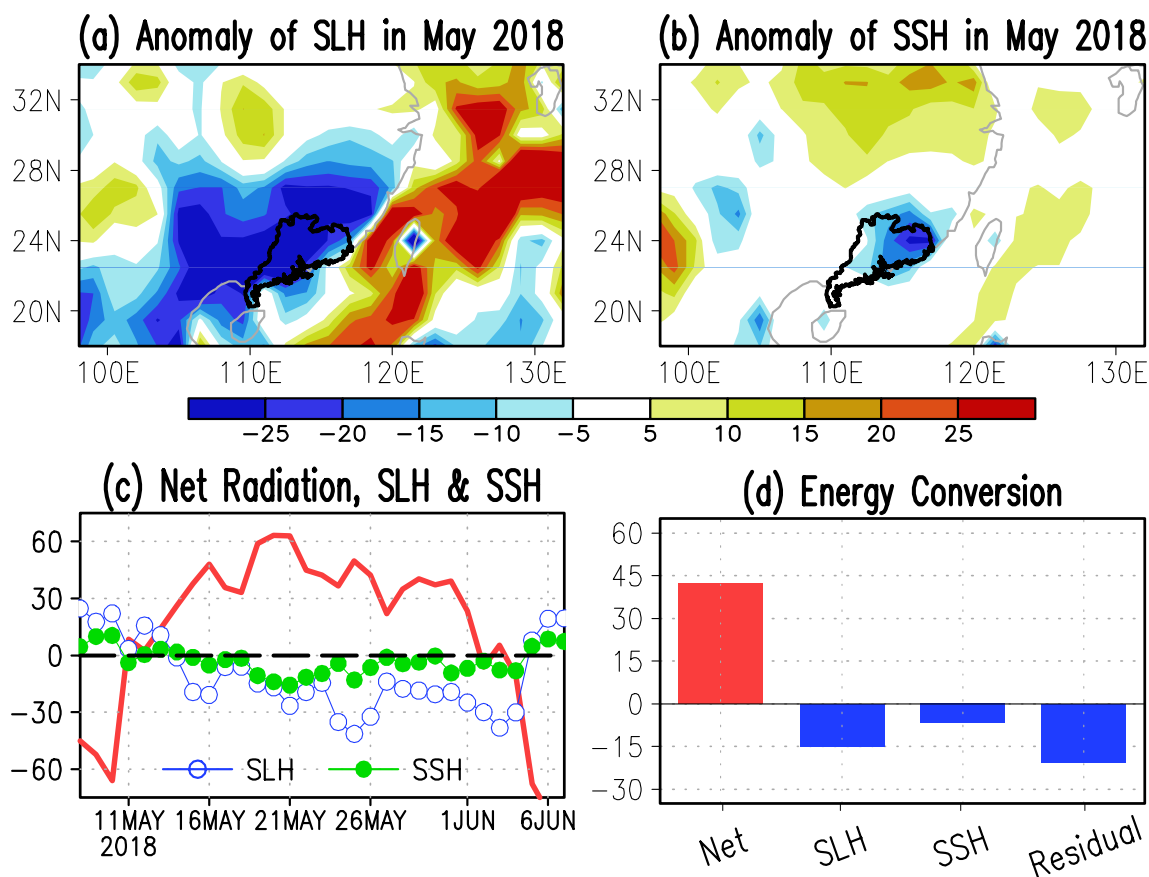 (a) Anomaly of SLH in May 2018
(b) Anomaly of SSH in May 2018
32N
28N
24N
20N
100E 110E 120E 130E
32N
28N
24N
20N
100E 110E 120E 130E
−25 −20 −15 −10 −5 5 10 15 20 25
(c) Net Radiation, SLH & SSH
60
30
0
−30
−60
SLH SSH
11MAY 16MAY 21MAY 26MAY 1JUN 6JUN
2018
(d) Energy Conversion
60
45
30
15
0
−15
−30
Net SLH SSH Residual